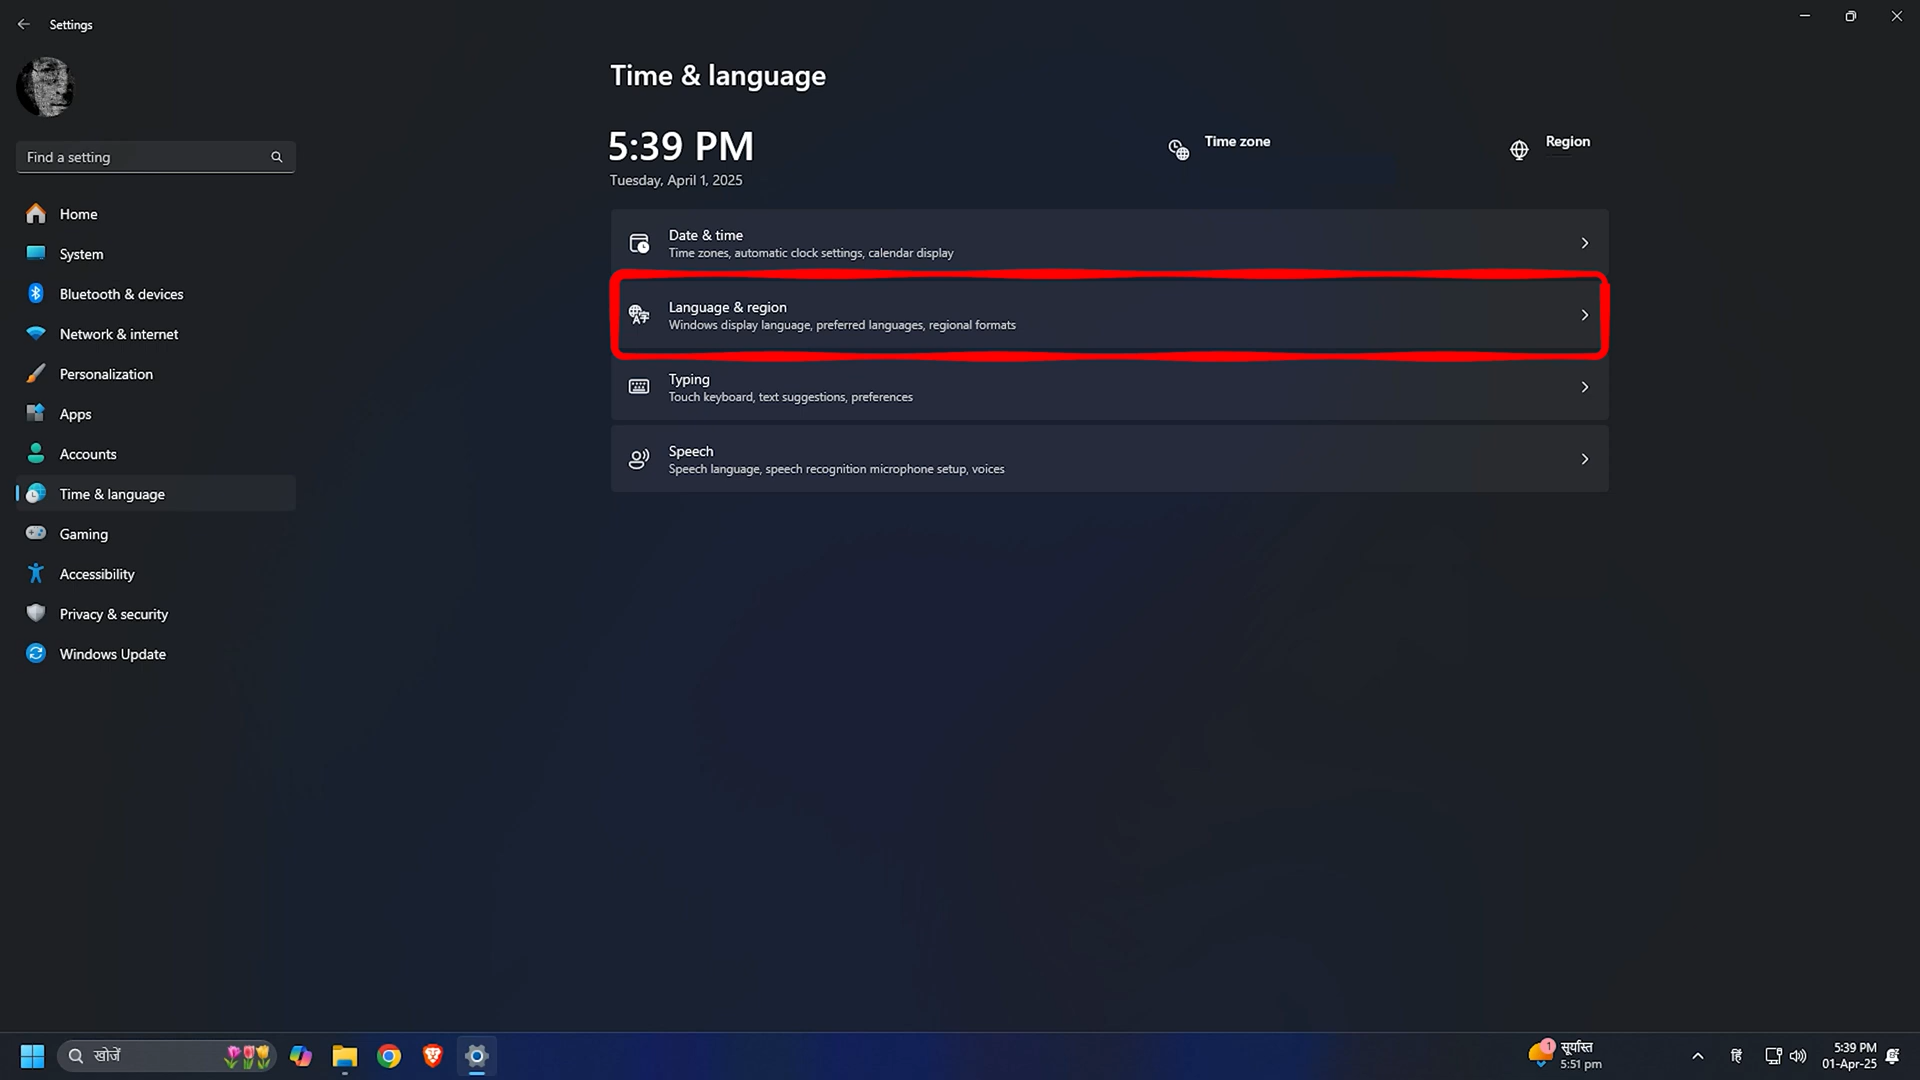 Settings
Find a setting
Home
System
Bluetooth & devices
Network & internet
Personalization
Apps
Accounts
Time & language
Gaming
Accessibility
Privacy & security
Windows Update
Time & language
5:39 PM
Tuesday, April 1, 2025
Time zone
Region
Date & time
Time zones, automatic clock settings, calendar display
Language & region
Windows display language, preferred languages, regional formats
Typing
Touch keyboard, text suggestions, preferences
Speech
Speech language, speech recognition microphone setup, voices
खोजें
1
सूर्यास्त
5:51 pm
हिं
5:39 PM
01-Apr-25